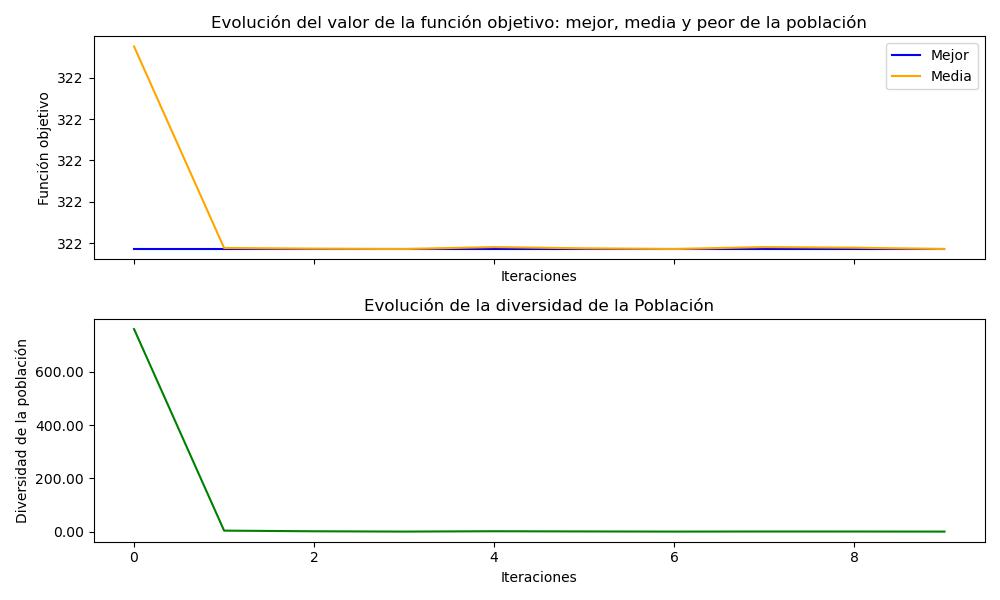 Evolución del valor de la función objetivo: mejor, media y peor de la población
Mejor
Media
Función objetivo
322
322
322
322
322
Iteraciones
Evolución de la diversidad de la Población
Diversidad de la población
600.00
400.00
200.00
0.00
0 2 4 6 8
Iteraciones